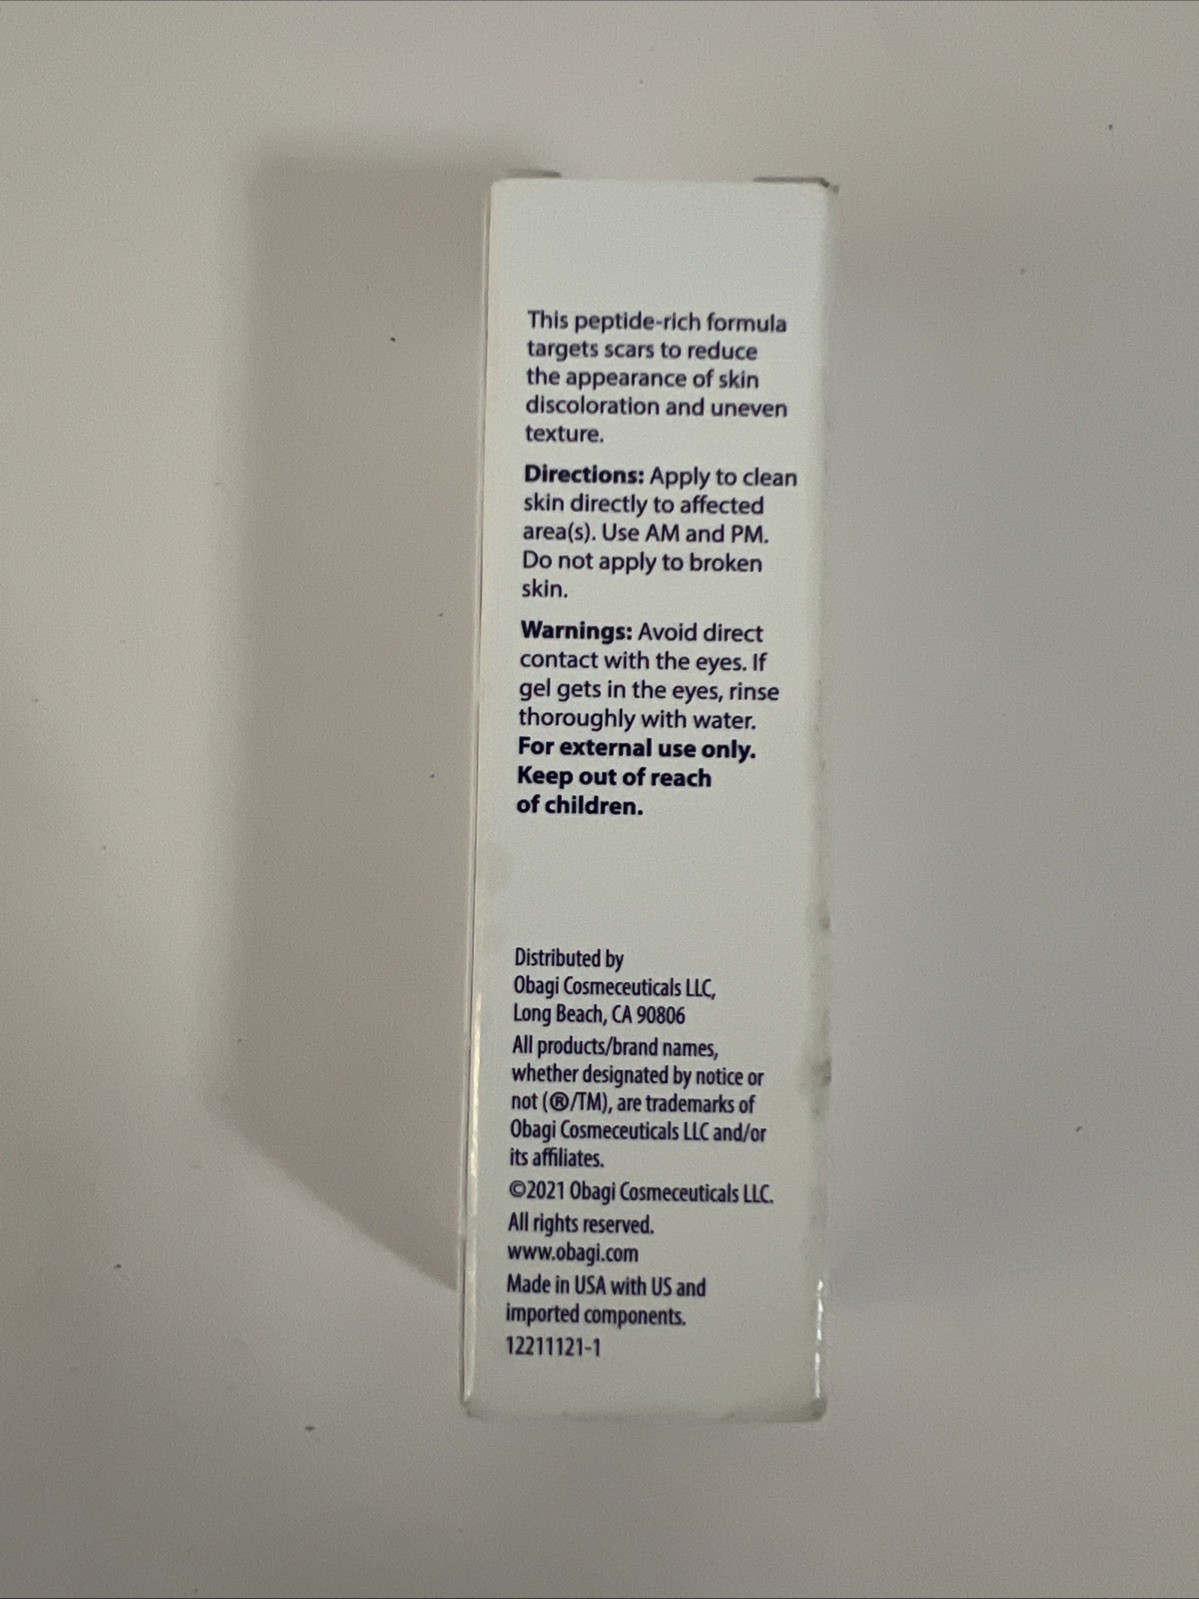 This peptide-rich formula
targets scars to reduce
the appearance of skin
discoloration and uneven
texture.
Directions: Apply to clean
skin directly to affected
area(s). Use AM and PM.
Do not apply to broken
skin.
Warnings: Avoid direct
contact with the eyes. If
gel gets in the eyes, rinse
thoroughly with water.
For external use only.
Keep out of reach
of children.
Distributed by
Obagi Cosmeceuticals LLC,
Long Beach, CA 90806
All products/brand names,
whether designated by notice or
not (®/TM), are trademarks of
Obagi Cosmeceuticals LLC and/or
its affiliates.
©2021 Obagi Cosmeceuticals LLC.
All rights reserved.
www.obagi.com
Made in USA with US and
imported components.
12211121-1